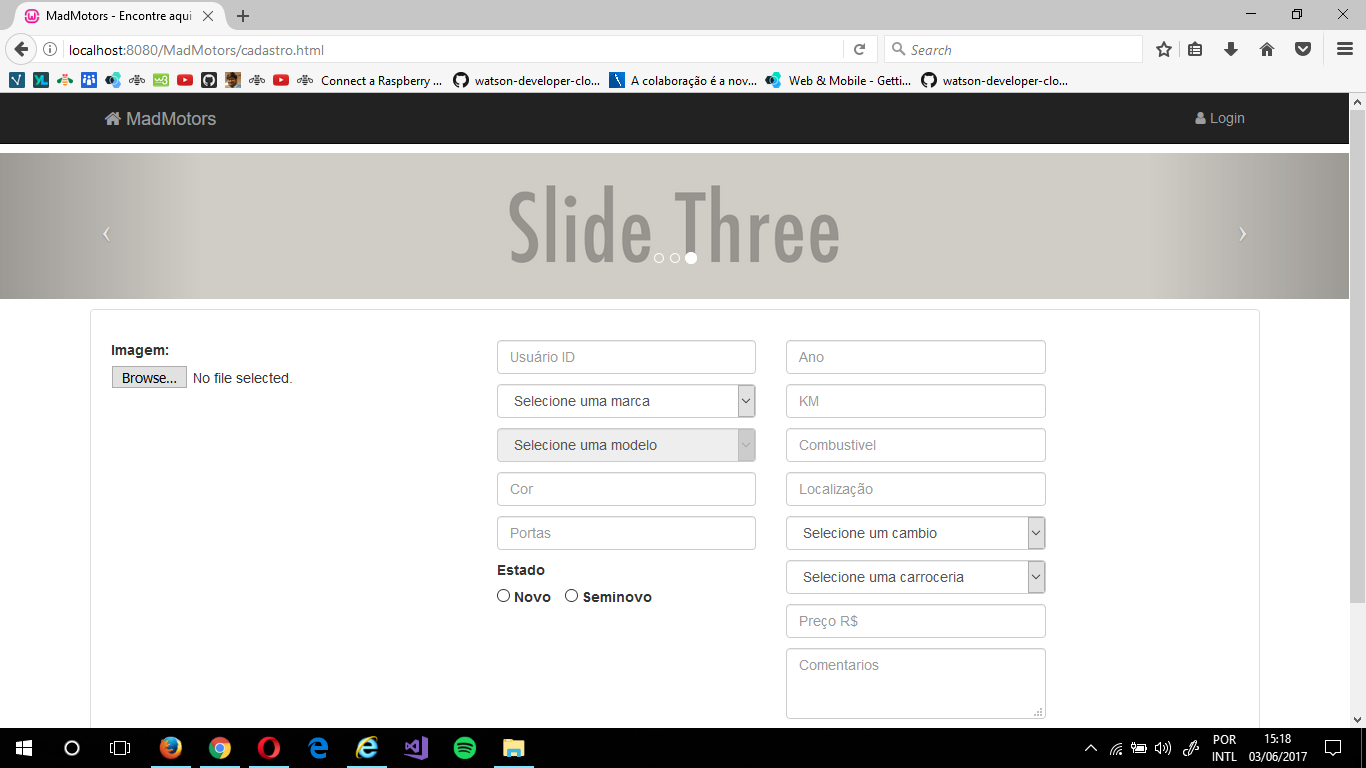 MadMotors - Encontre aqui
localhost:8080/MadMotors/cadastro.html
Search
Connect a Raspberry ...
watson-developer-clo...
A colaboração é a nov...
Web & Mobile - Getti...
watson-developer-clo...
MadMotors
Login
Slide Three
Imagem:
Browse... No file selected.
Usuário ID
Selecione uma marca
Selecione uma modelo
Cor
Portas
Estado
Novo Seminovo
Ano
KM
Combustivel
Localização
Selecione um cambio
Selecione uma carroceria
Preço R$
Comentarios
POR
INTL
15:18
03/06/2017